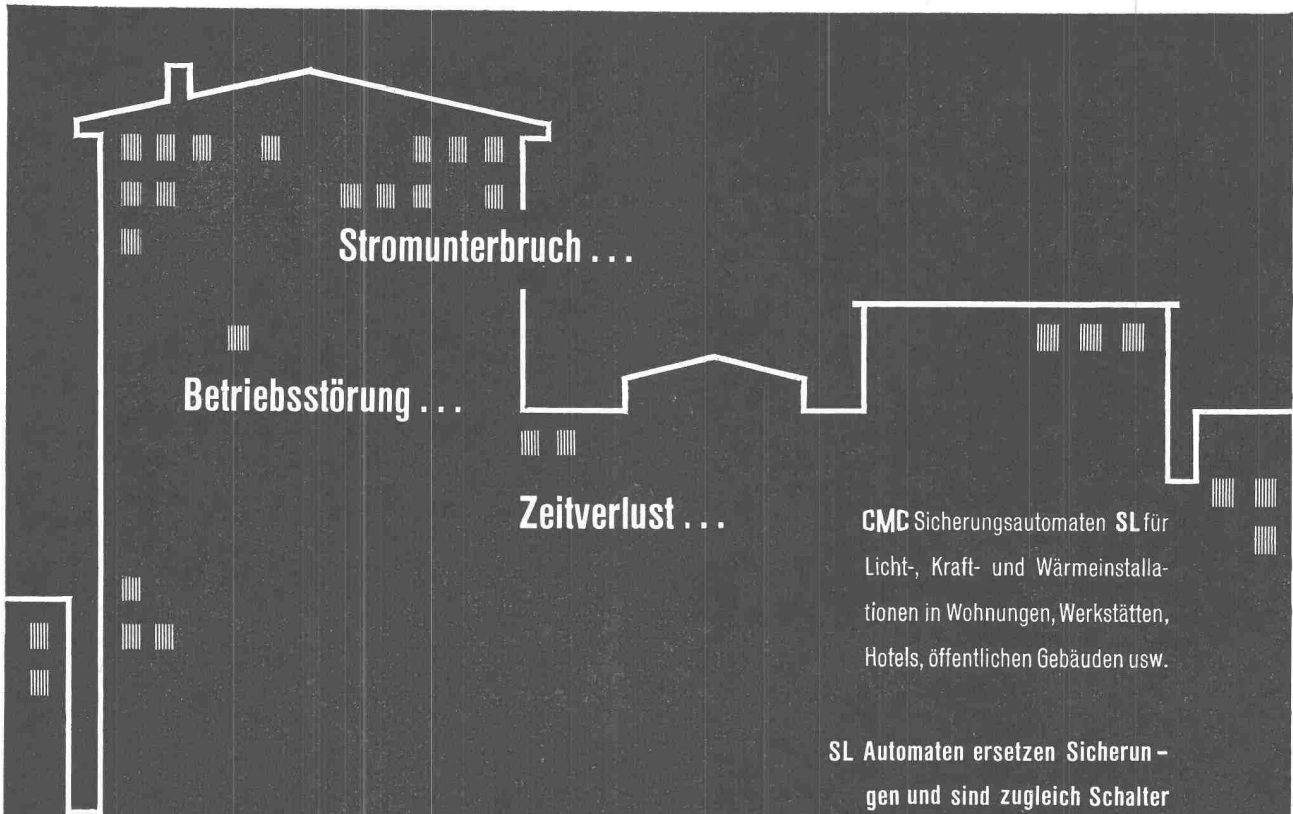 Stromunterbruch ...
Betriebsstörung ...
Zeitverlust ...
CMC Sicherungsautomaten SL für
Licht-, Kraft- und Wärmeinstalla-
tionen in Wohnungen, Werkstätten,
Hotels, öffentlichen Gebäuden usw.
SL Automaten ersetzen Sicherun-
gen und sind zugleich Schalter